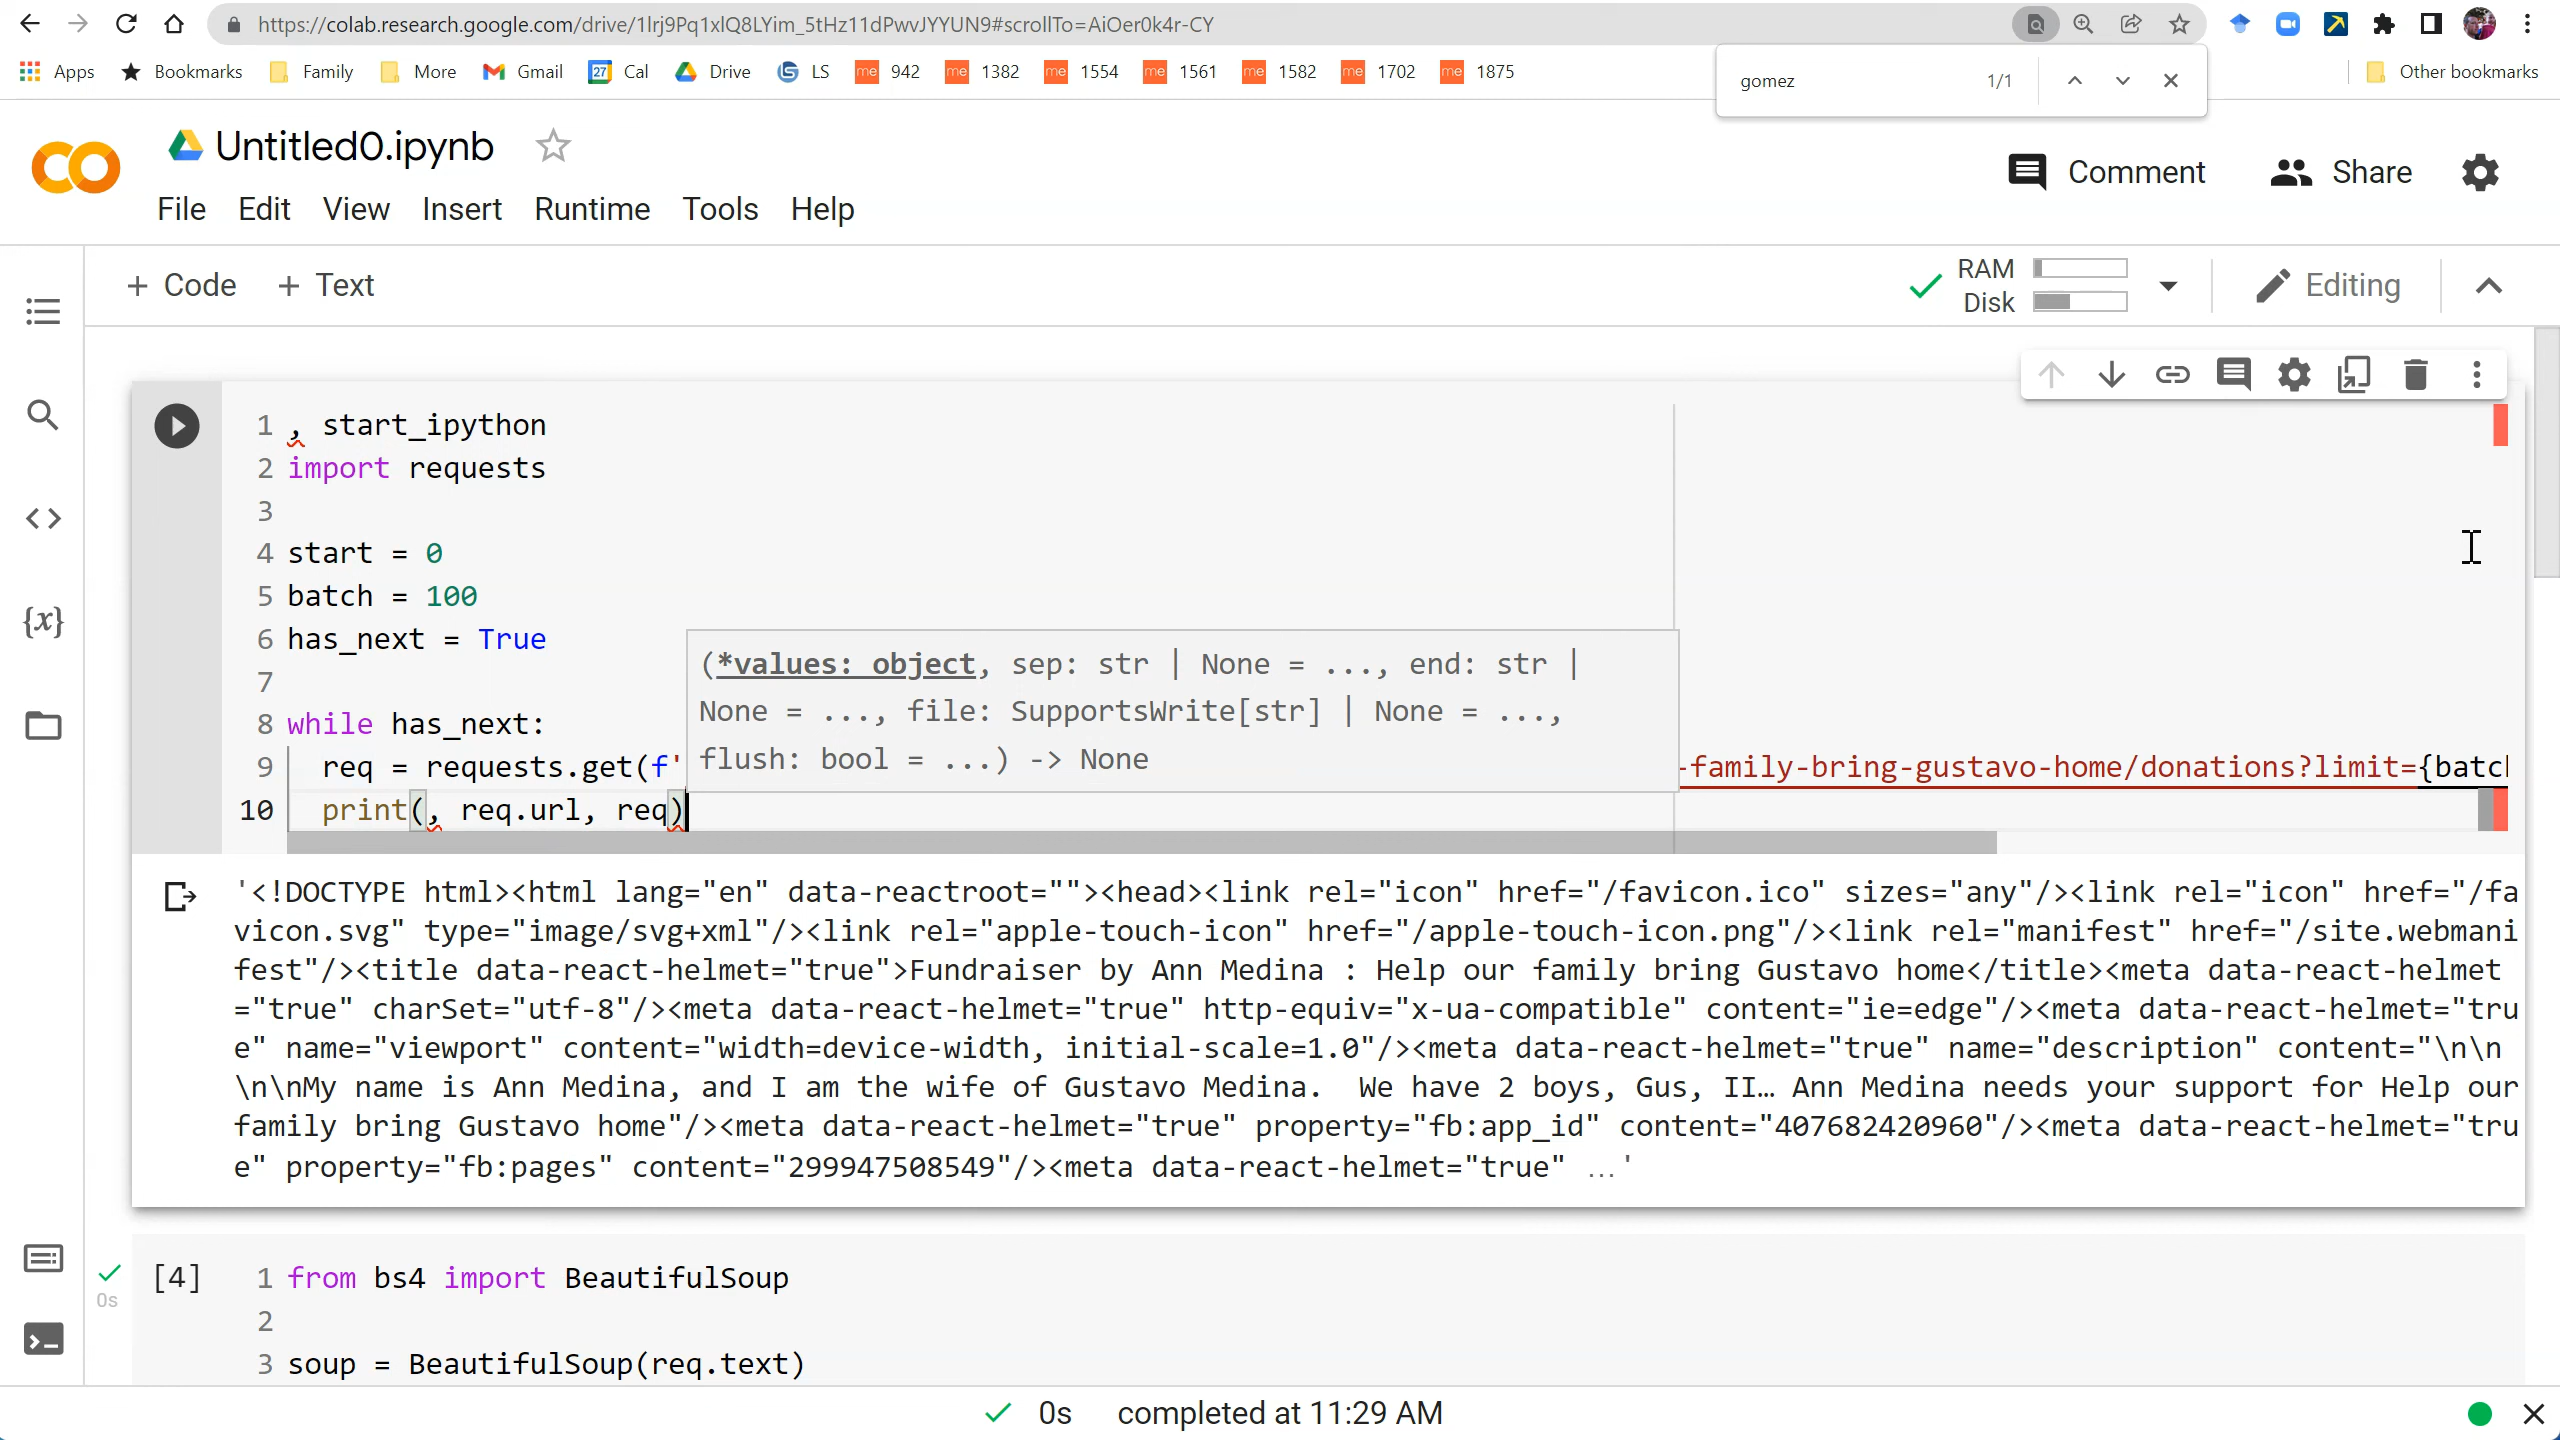 https://colab.research.google.com/drive/1lrj9Pq1xlQ8LYim_5tHz11dPwvJYYUN9#scrollTo=AiOer0k4r-CY
Apps Bookmarks Family More Gmail 27 Cal Drive LS me 942 me 1382 me 1554 me 1561 me 1582 me 1702 me 1875 Other bookmarks
gomez 1/1
Untitled0.ipynb
Comment Share
File Edit View Insert Runtime Tools Help
+ Code + Text
RAM
Disk
Editing
1 , start_ipython
2 import requests
3
4 start = 0
5 batch = 100
6 has_next = True
7
8 while has_next:
9 req = requests.get(f'
10 print(, req.url, req)
(*values: object, sep: str | None = ..., end: str |
None = ..., file: SupportsWrite[str] | None = ...,
flush: bool = ...) -> None
-family-bring-gustavo-home/donations?limit={batch
'<!DOCTYPE html><html lang="en" data-reactroot=""><head><link rel="icon" href="/favicon.ico" sizes="any"/><link rel="icon" href="/fa
vicon.svg" type="image/svg+xml"/><link rel="apple-touch-icon" href="/apple-touch-icon.png"/><link rel="manifest" href="/site.webmani
fest"/><title data-react-helmet="true">Fundraiser by Ann Medina : Help our family bring Gustavo home</title><meta data-react-helmet
="true" charSet="utf-8"/><meta data-react-helmet="true" http-equiv="x-ua-compatible" content="ie=edge"/><meta data-react-helmet="tru
e" name="viewport" content="width=device-width, initial-scale=1.0"/><meta data-react-helmet="true" name="description" content="\n\n
\n\nMy name is Ann Medina, and I am the wife of Gustavo Medina.  We have 2 boys, Gus, II… Ann Medina needs your support for Help our
family bring Gustavo home"/><meta data-react-helmet="true" property="fb:app_id" content="407682420960"/><meta data-react-helmet="tru
e" property="fb:pages" content="299947508549"/><meta data-react-helmet="true" ...'
[4] 1 from bs4 import BeautifulSoup
0s
2
3 soup = BeautifulSoup(req.text)
0s completed at 11:29 AM